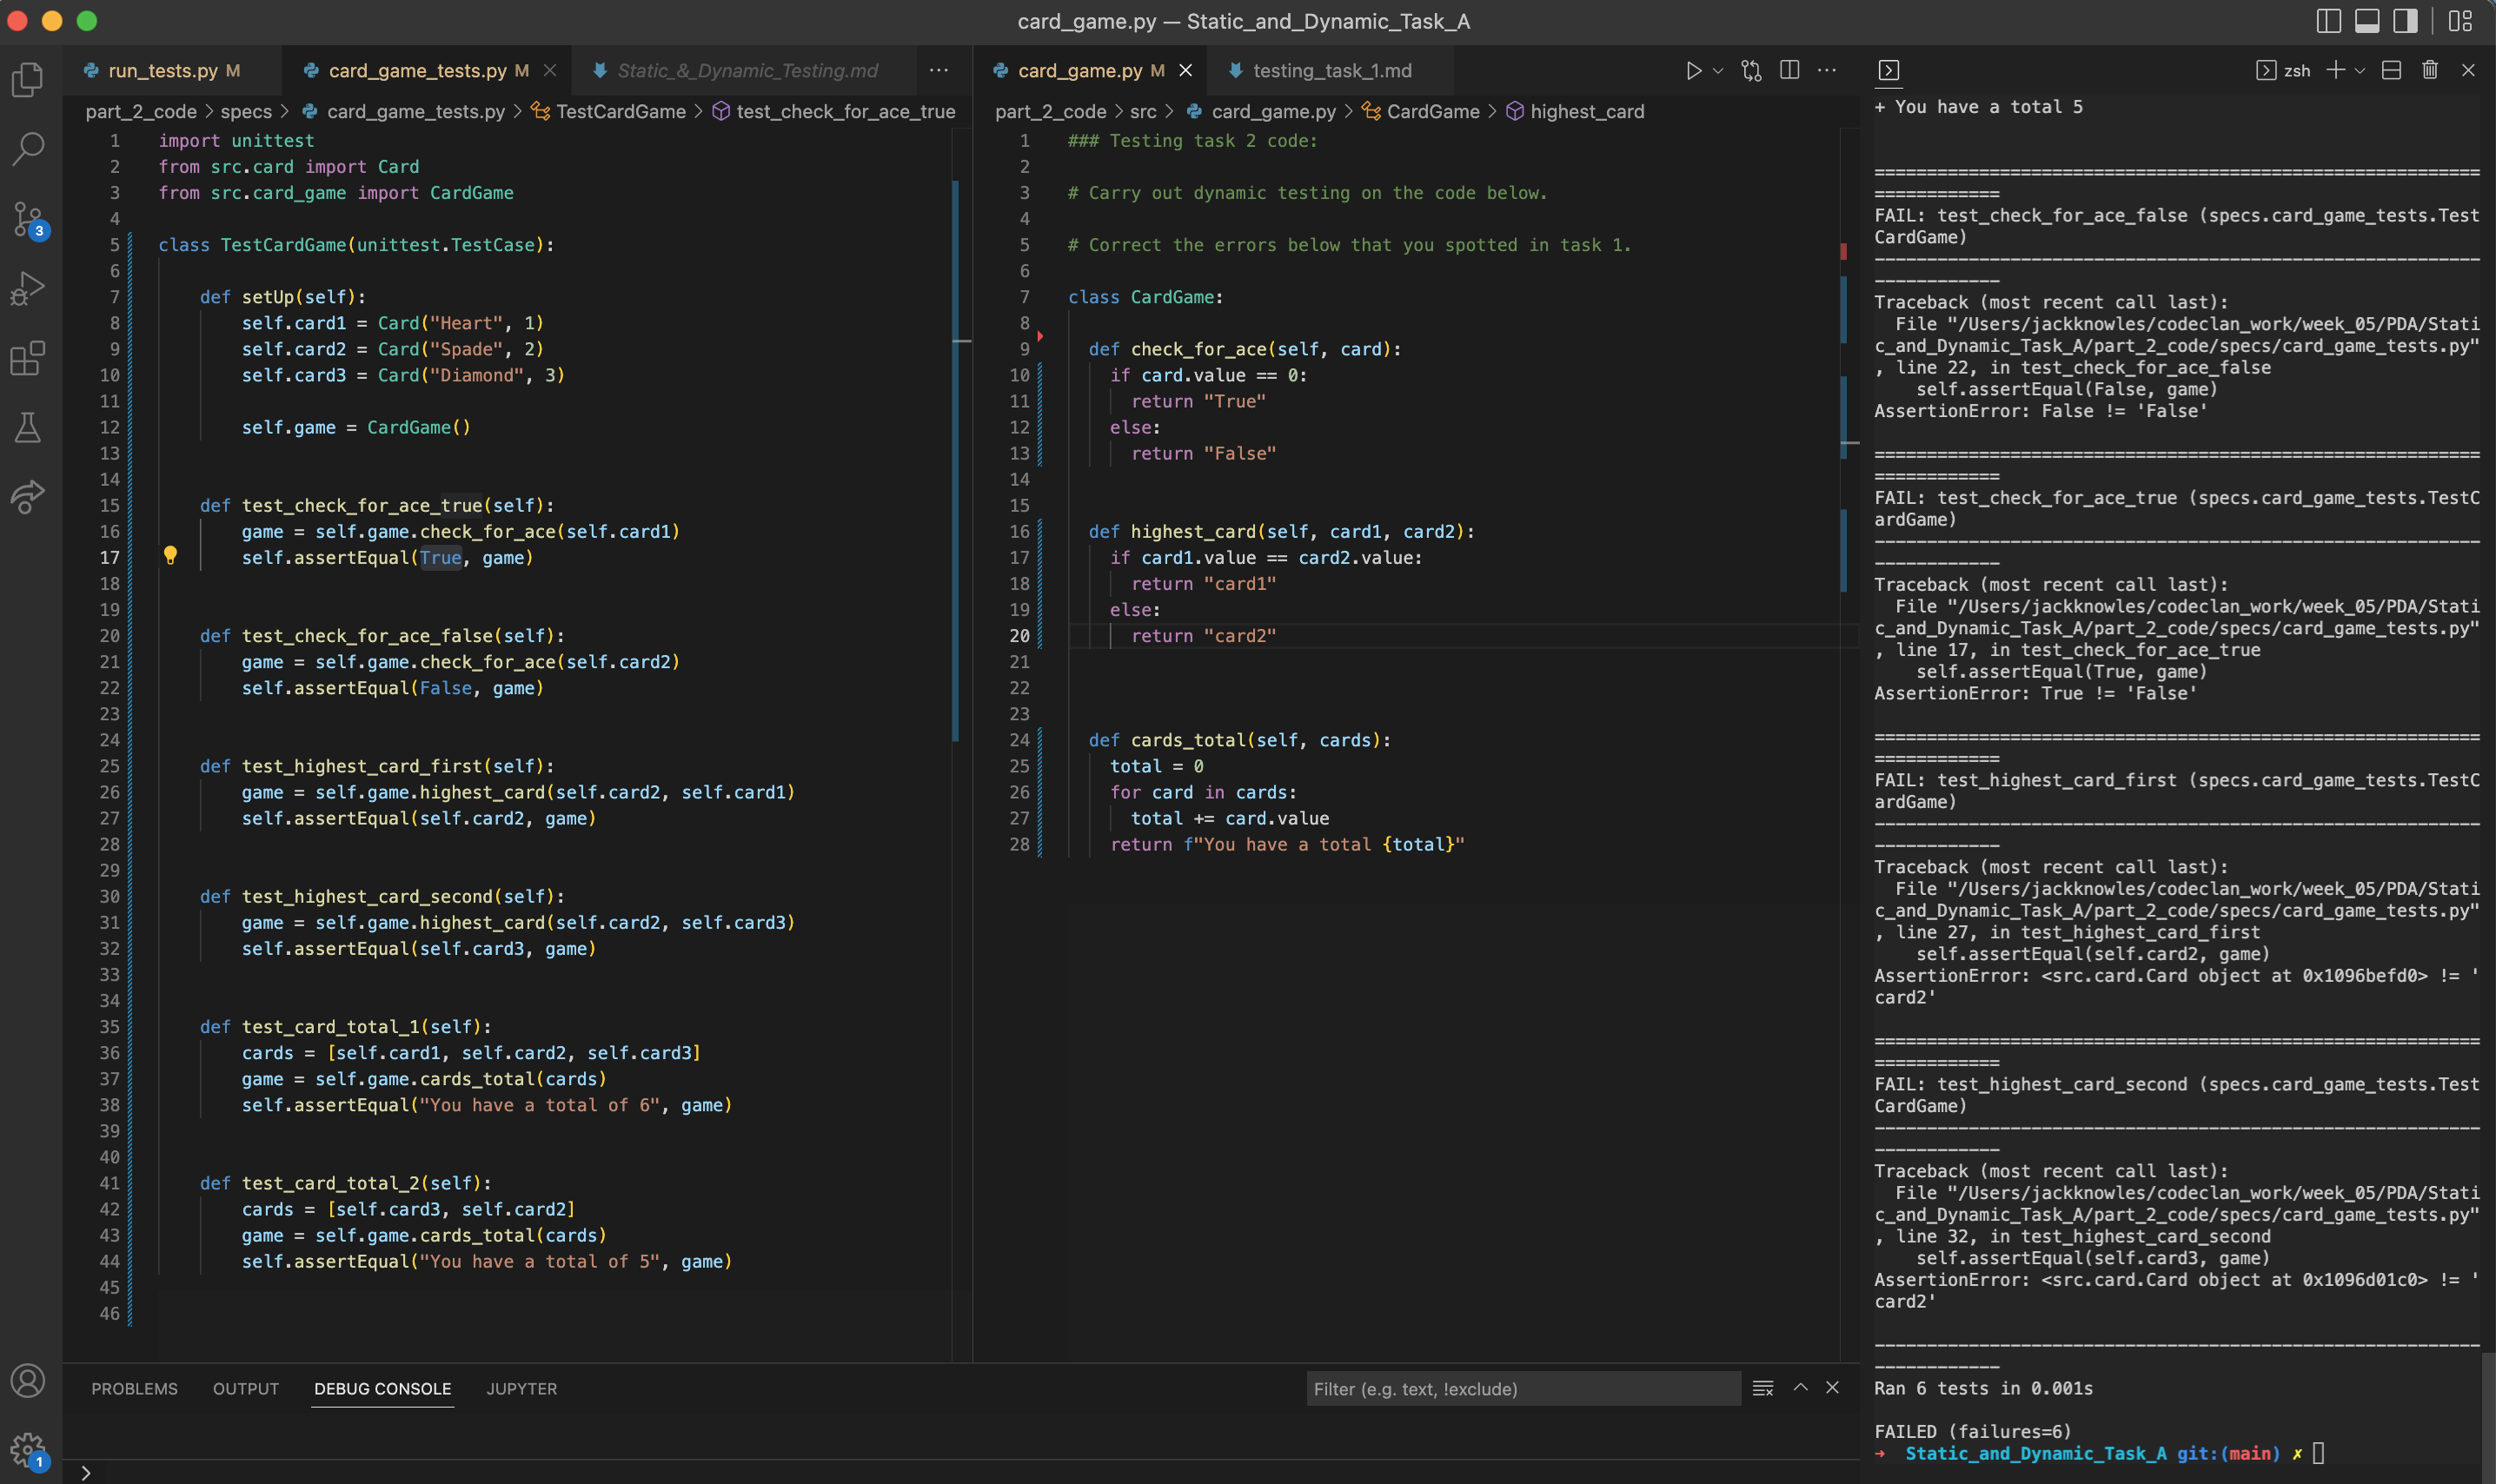 card_game.py — Static_and_Dynamic_Task_A
run_tests.py M
card_game_tests.py M
Static_&_Dynamic_Testing.md
part_2_code > specs > card_game_tests.py > TestCardGame > test_check_for_ace_true
1 import unittest
2 from src.card import Card
3 from src.card_game import CardGame
4
5 class TestCardGame(unittest.TestCase):
6
7 def setUp(self):
8 self.card1 = Card("Heart", 1)
9 self.card2 = Card("Spade", 2)
10 self.card3 = Card("Diamond", 3)
11
12 self.game = CardGame()
13
14
15 def test_check_for_ace_true(self):
16 game = self.game.check_for_ace(self.card1)
17 self.assertEqual(True, game)
18
19
20 def test_check_for_ace_false(self):
21 game = self.game.check_for_ace(self.card2)
22 self.assertEqual(False, game)
23
24
25 def test_highest_card_first(self):
26 game = self.game.highest_card(self.card2, self.card1)
27 self.assertEqual(self.card2, game)
28
29
30 def test_highest_card_second(self):
31 game = self.game.highest_card(self.card2, self.card3)
32 self.assertEqual(self.card3, game)
33
34
35 def test_card_total_1(self):
36 cards = [self.card1, self.card2, self.card3]
37 game = self.game.cards_total(cards)
38 self.assertEqual("You have a total of 6", game)
39
40
41 def test_card_total_2(self):
42 cards = [self.card3, self.card2]
43 game = self.game.cards_total(cards)
44 self.assertEqual("You have a total of 5", game)
45
46
card_game.py M
testing_task_1.md
part_2_code > src > card_game.py > CardGame > highest_card
1 ### Testing task 2 code:
2
3 # Carry out dynamic testing on the code below.
4
5 # Correct the errors below that you spotted in task 1.
6
7 class CardGame:
8
9 def check_for_ace(self, card):
10 if card.value == 0:
11 return "True"
12 else:
13 return "False"
14
15
16 def highest_card(self, card1, card2):
17 if card1.value == card2.value:
18 return "card1"
19 else:
20 return "card2"
21
22
23
24 def cards_total(self, cards):
25 total = 0
26 for card in cards:
27 total += card.value
28 return f"You have a total {total}"
zsh
+ You have a total 5
==========================================================
============
FAIL: test_check_for_ace_false (specs.card_game_tests.Test
CardGame)
----------------------------------------------------------
------------
Traceback (most recent call last):
File "/Users/jackknowles/codeclan_work/week_05/PDA/Stati
c_and_Dynamic_Task_A/part_2_code/specs/card_game_tests.py"
, line 22, in test_check_for_ace_false
self.assertEqual(False, game)
AssertionError: False != 'False'
==========================================================
============
FAIL: test_check_for_ace_true (specs.card_game_tests.TestC
ardGame)
----------------------------------------------------------
------------
Traceback (most recent call last):
File "/Users/jackknowles/codeclan_work/week_05/PDA/Stati
c_and_Dynamic_Task_A/part_2_code/specs/card_game_tests.py"
, line 17, in test_check_for_ace_true
self.assertEqual(True, game)
AssertionError: True != 'False'
==========================================================
============
FAIL: test_highest_card_first (specs.card_game_tests.TestC
ardGame)
----------------------------------------------------------
------------
Traceback (most recent call last):
File "/Users/jackknowles/codeclan_work/week_05/PDA/Stati
c_and_Dynamic_Task_A/part_2_code/specs/card_game_tests.py"
, line 27, in test_highest_card_first
self.assertEqual(self.card2, game)
AssertionError: <src.card.Card object at 0x1096befd0> != '
card2'
==========================================================
============
FAIL: test_highest_card_second (specs.card_game_tests.Test
CardGame)
----------------------------------------------------------
------------
Traceback (most recent call last):
File "/Users/jackknowles/codeclan_work/week_05/PDA/Stati
c_and_Dynamic_Task_A/part_2_code/specs/card_game_tests.py"
, line 32, in test_highest_card_second
self.assertEqual(self.card3, game)
AssertionError: <src.card.Card object at 0x1096d01c0> != '
card2'
----------------------------------------------------------
------------
Ran 6 tests in 0.001s
FAILED (failures=6)
→ Static_and_Dynamic_Task_A git:(main) ✗
PROBLEMS OUTPUT DEBUG CONSOLE JUPYTER
Filter (e.g. text, !exclude)
3
1